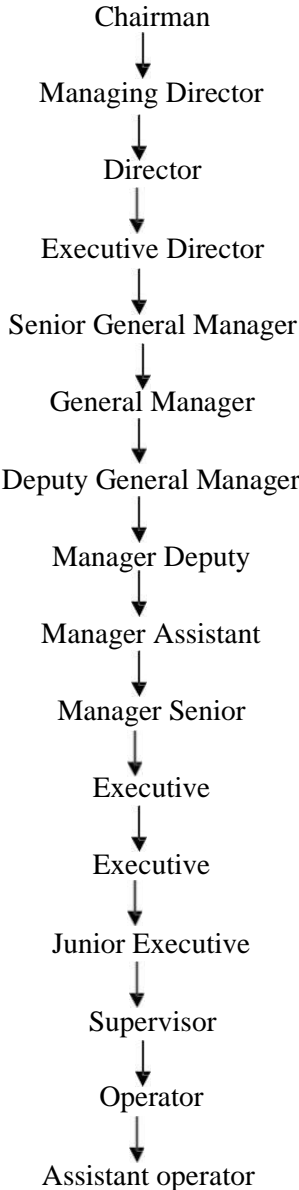 Chairman
Managing Director
Director
Executive Director
Senior General Manager
General Manager
Deputy General Manager
Manager Deputy
Manager Assistant
Manager Senior
Executive
Executive
Junior Executive
Supervisor
Operator
Assistant operator